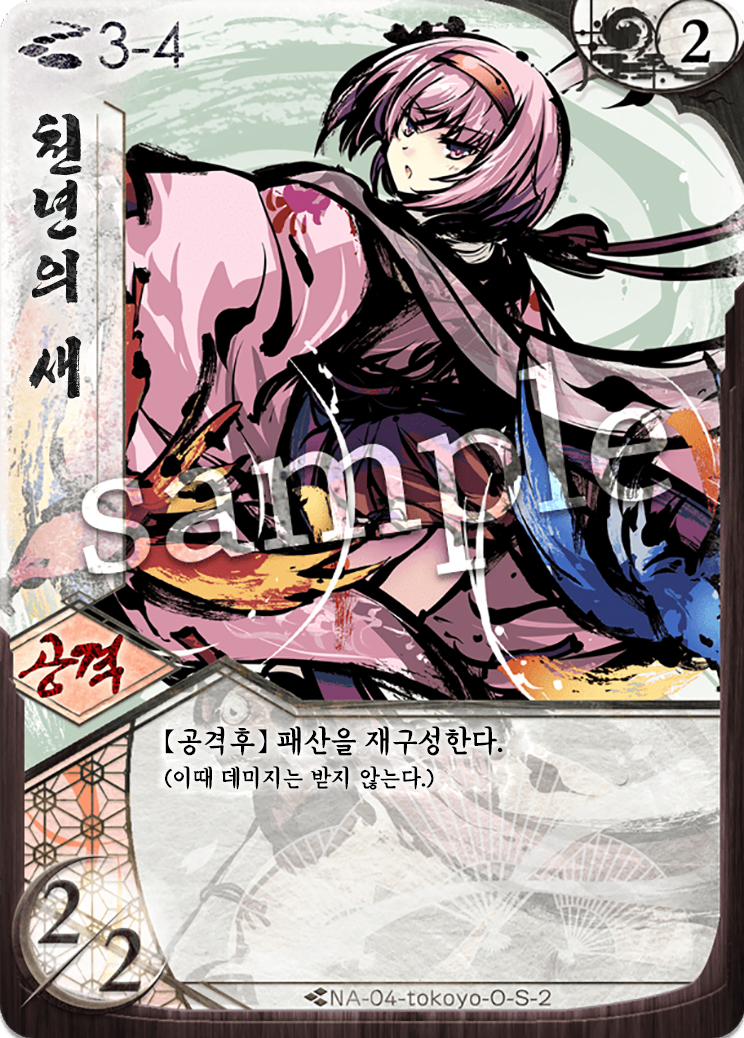 3-4
2
천년의 새
sample
공격
【공격후】 패산을 재구성한다.
(이때 데미지는 받지 않는다.)
2/2
NA-04-tokoyo-O-S-2